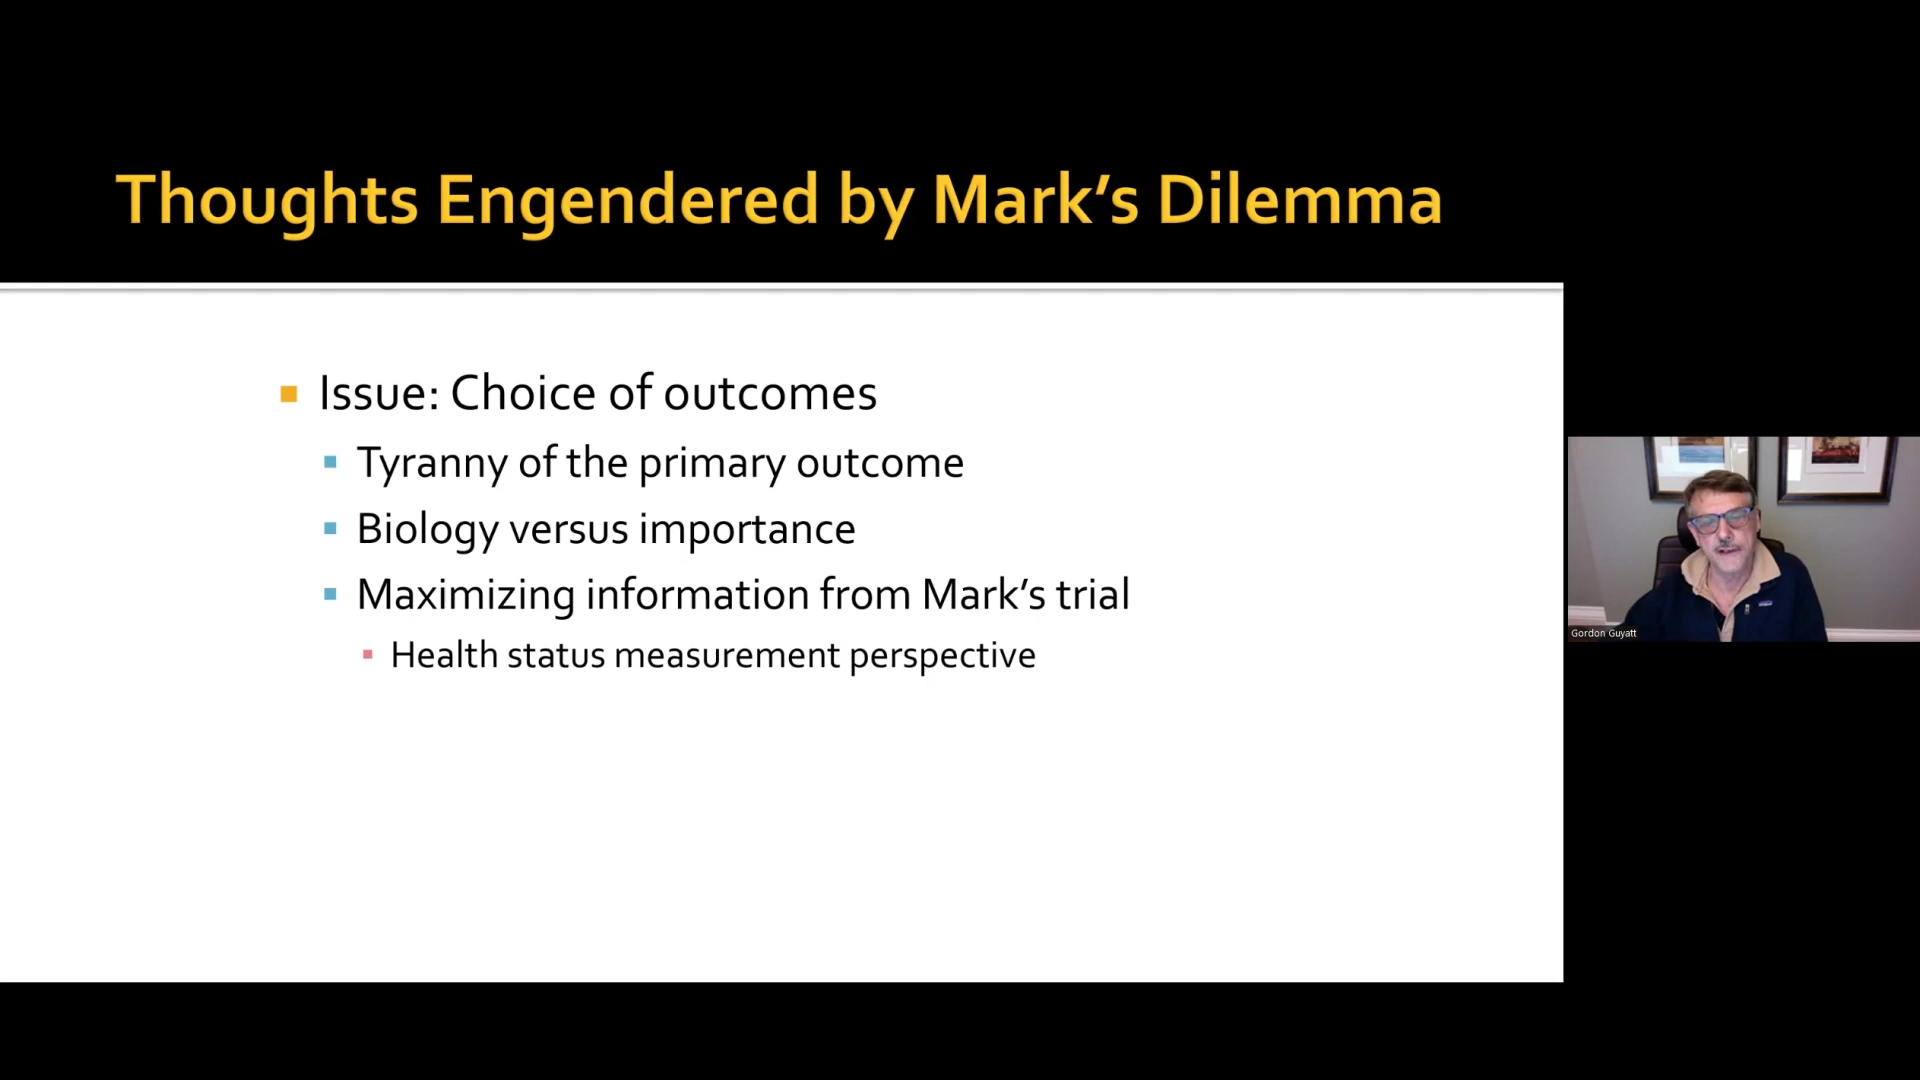 Thoughts Engendered by Mark’s Dilemma
Issue: Choice of outcomes
Tyranny of the primary outcome
Biology versus importance
Maximizing information from Mark’s trial
Health status measurement perspective
Gordon Guyatt